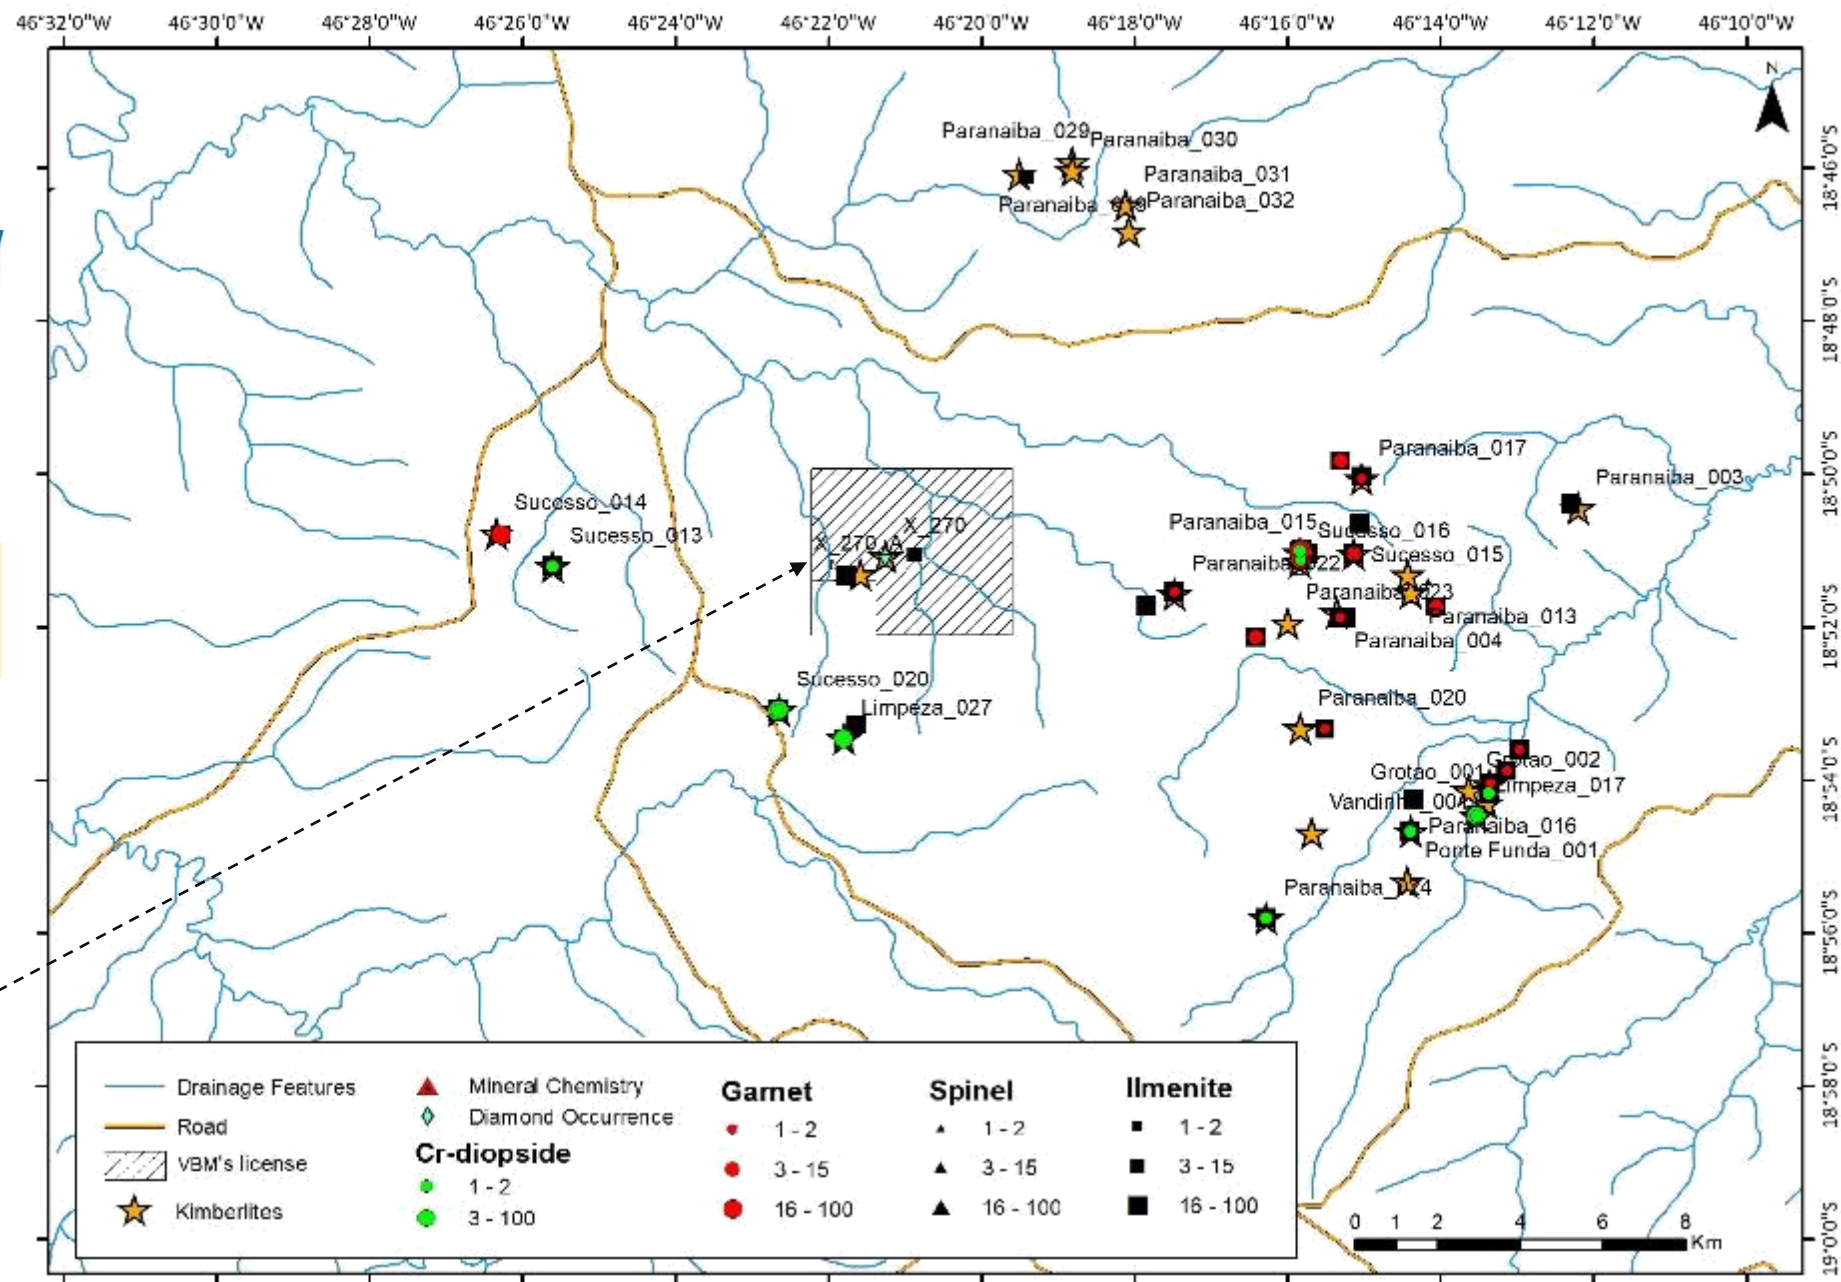 46°32'0"W 46°30'0"W 46°28'0"W 46°26'0"W 46°24'0"W 46°22'0"W 46°20'0"W 46°18'0"W 46°16'0"W 46°14'0"W 46°12'0"W 46°10'0"W
N
Paranaiba_029
Paranaiba_030
Paranaiba_031
Paranaiba_032
18°46'0"S
18°48'0"S
Paranaiba_017
18°50'0"S
Paranaiba_003
Sucesso_014
Sucesso_013
X_270
X_270_A
Paranaiba_015
Sucesso_016
Sucesso_015
Paranaiba_022
Paranaiba_023
Paranaiba_013
Paranaiba_004
18°52'0"S
Sucesso_020
Limpeza_027
Paranaiba_020
Grotao_002
Grotao_001
Limpeza_017
18°54'0"S
Paranaiba_016
Ponte Funda_001
18°56'0"S
18°58'0"S
19°0'0"S
Drainage Features
Road
VBM's license
Kimberlites
Mineral Chemistry
Diamond Occurrence
Cr-diopside
1 - 2
3 - 100
Garnet
1 - 2
3 - 15
16 - 100
Spinel
1 - 2
3 - 15
16 - 100
Ilmenite
1 - 2
3 - 15
16 - 100
0 1 2 4 6 8
Km